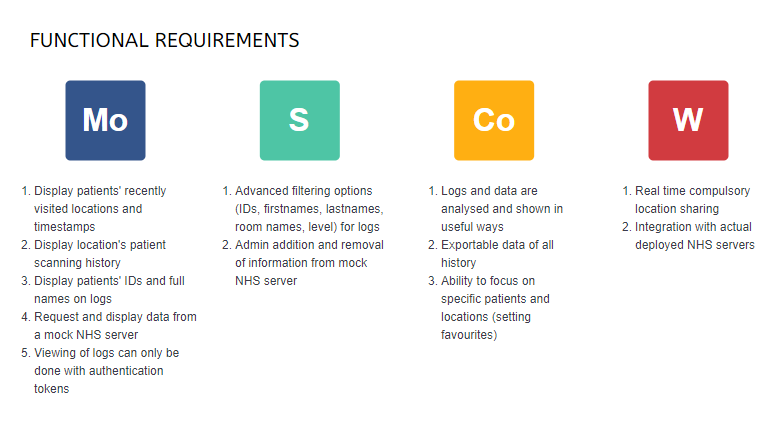 FUNCTIONAL REQUIREMENTS
Mo
1. Display patients' recently
visited locations and
timestamps
2. Display location's patient
scanning history
3. Display patients' IDs and full
names on logs
4. Request and display data from
a mock NHS server
5. Viewing of logs can only be
done with authentication
tokens
S
1. Advanced filtering options
(IDs, firstnames, lastnames,
room names, level) for logs
2. Admin addition and removal
of information from mock
NHS server
Co
1. Logs and data are
analysed and shown in
useful ways
2. Exportable data of all
history
3. Ability to focus on
specific patients and
locations (setting
favourites)
W
1. Real time compulsory
location sharing
2. Integration with actual
deployed NHS servers